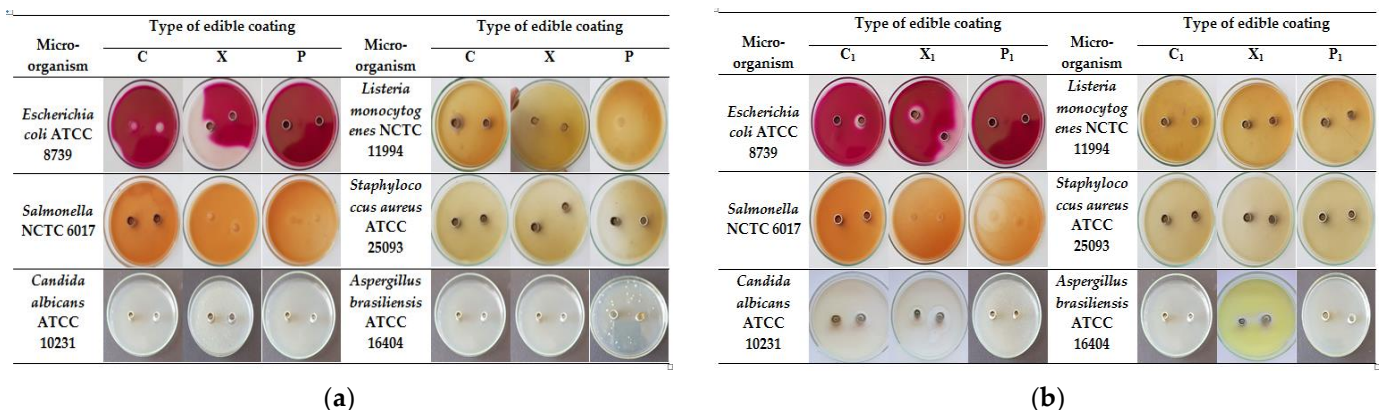 Type of edible coating
Type of edible coating
Micro-
organism
C
X
P
Micro-
organism
C
X
P
Escherichia
coli ATCC
8739
Listeria
monocytog
enes NCTC
11994
Salmonella
NCTC 6017
Staphyloco
ccus aureus
ATCC
25093
Candida
albicans
ATCC
10231
Aspergillus
brasiliensis
ATCC
16404
(a)
Type of edible coating
Type of edible coating
Micro-
organism
C₁
X₁
P₁
Micro-
organism
C₁
X₁
P₁
Escherichia
coli ATCC
8739
Listeria
monocytog
enes NCTC
11994
Salmonella
NCTC 6017
Staphyloco
ccus aureus
ATCC
25093
Candida
albicans
ATCC
10231
Aspergillus
brasiliensis
ATCC
16404
(b)